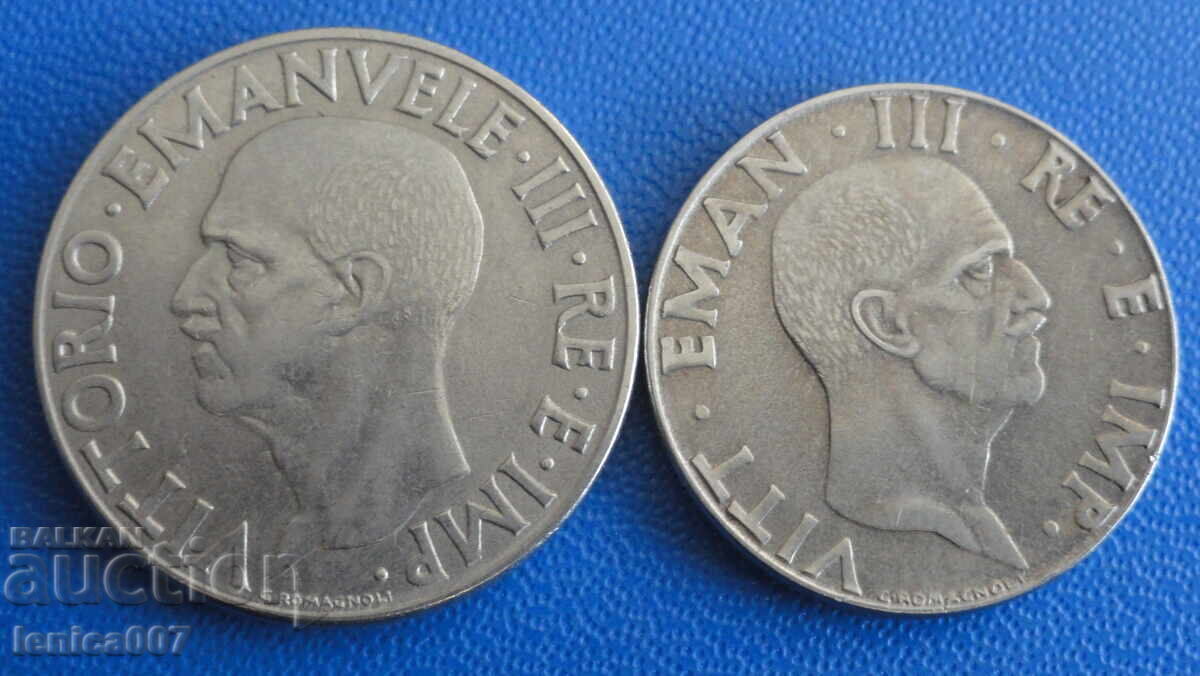 VITTORIO · EMANVELE · III · RE · E · IMP ·
G. ROMAGNOLI
VITT · EMAN · III · RE · E · IMP ·
G. ROMAGNOLI
BALKAN
auction
lenica007